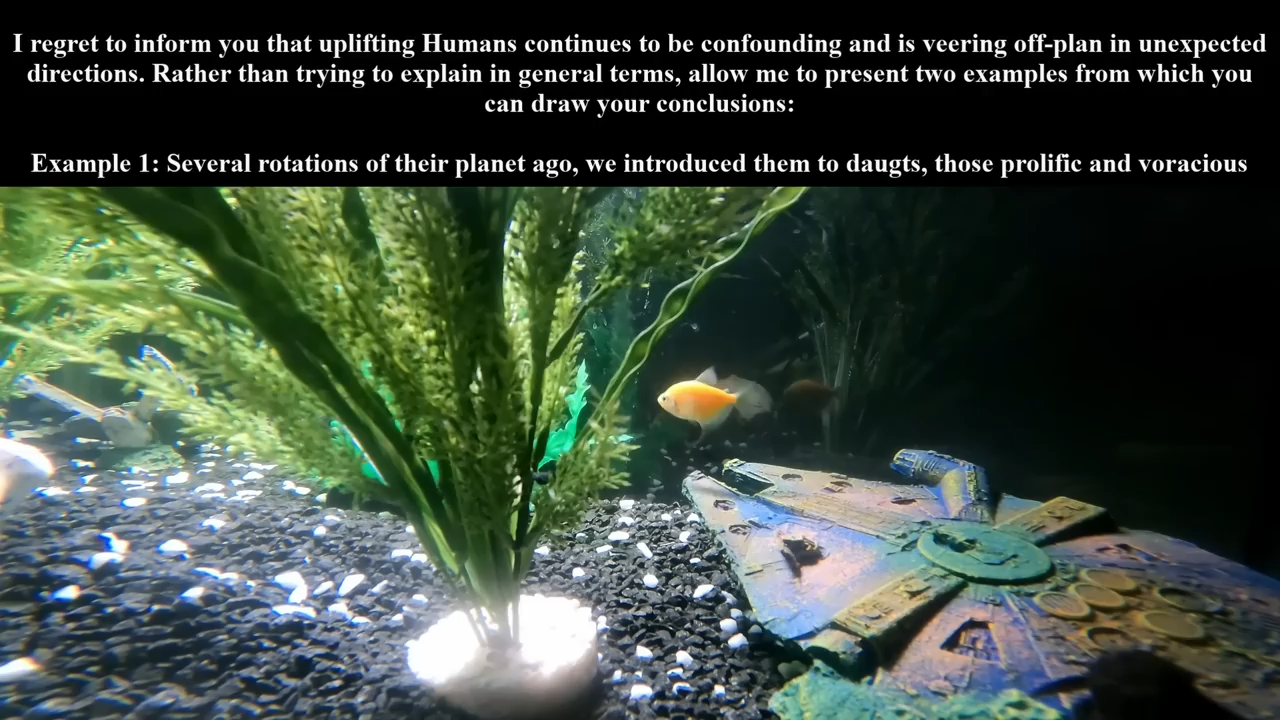 I regret to inform you that uplifting Humans continues to be confounding and is veering off-plan in unexpected
directions. Rather than trying to explain in general terms, allow me to present two examples from which you
can draw your conclusions:
Example 1: Several rotations of their planet ago, we introduced them to daugts, those prolific and voracious